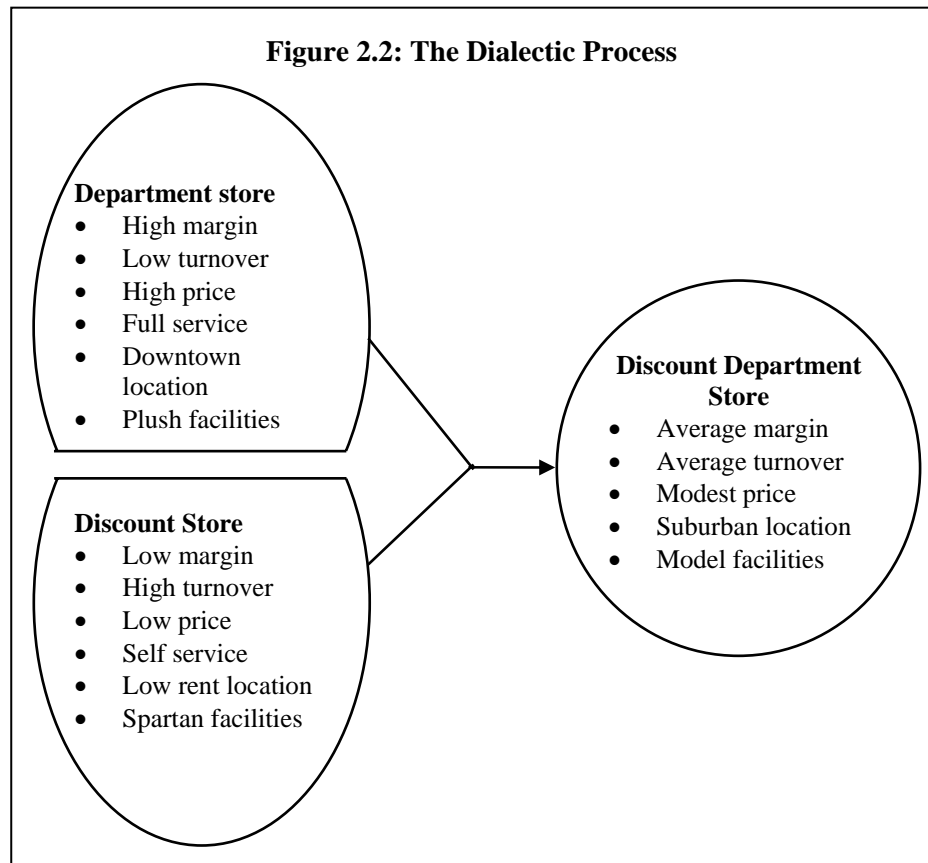 Figure 2.2: The Dialectic Process
Department store
• High margin
• Low turnover
• High price
• Full service
• Downtown
location
• Plush facilities
Discount Store
• Low margin
• High turnover
• Low price
• Self service
• Low rent location
• Spartan facilities
Discount Department
Store
• Average margin
• Average turnover
• Modest price
• Suburban location
• Model facilities